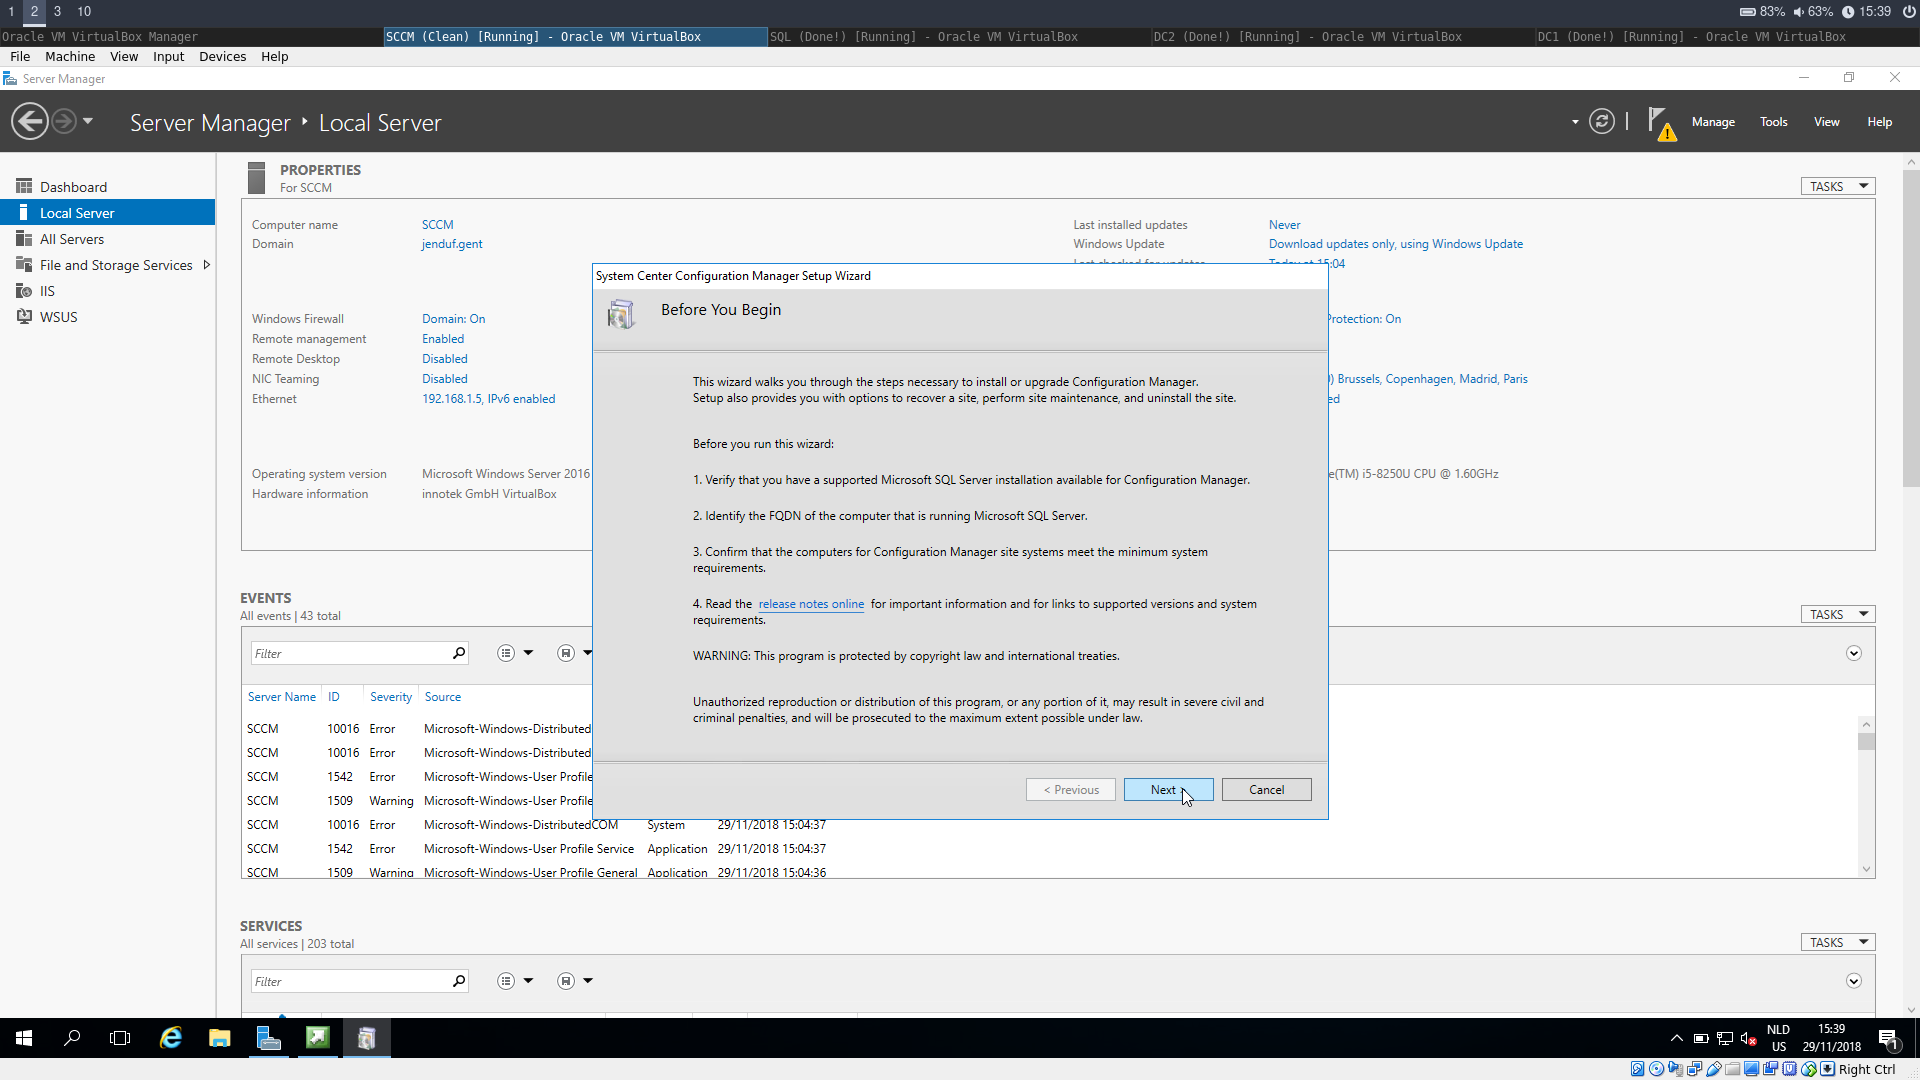 1 2 3 10
83% 63% 15:39
Oracle VM VirtualBox Manager
SCCM (Clean) [Running] - Oracle VM VirtualBox
SQL (Done!) [Running] - Oracle VM VirtualBox
DC2 (Done!) [Running] - Oracle VM VirtualBox
DC1 (Done!) [Running] - Oracle VM VirtualBox
File Machine View Input Devices Help
Server Manager
Server Manager ‣ Local Server
Manage Tools View Help
Dashboard
Local Server
All Servers
File and Storage Services
IIS
WSUS
PROPERTIES
For SCCM
TASKS
Computer name SCCM
Domain jenduf.gent
Last installed updates Never
Windows Update Download updates only, using Windows Update
Last checked for updates Today at 15:04
Windows Firewall Domain: On
Remote management Enabled
Remote Desktop Disabled
NIC Teaming Disabled
Ethernet 192.168.1.5, IPv6 enabled
Protection: On
) Brussels, Copenhagen, Madrid, Paris
ed
Operating system version Microsoft Windows Server 2016
Hardware information innotek GmbH VirtualBox
e(TM) i5-8250U CPU @ 1.60GHz
System Center Configuration Manager Setup Wizard
Before You Begin
This wizard walks you through the steps necessary to install or upgrade Configuration Manager.
Setup also provides you with options to recover a site, perform site maintenance, and uninstall the site.
Before you run this wizard:
1. Verify that you have a supported Microsoft SQL Server installation available for Configuration Manager.
2. Identify the FQDN of the computer that is running Microsoft SQL Server.
3. Confirm that the computers for Configuration Manager site systems meet the minimum system
requirements.
4. Read the release notes online for important information and for links to supported versions and system
requirements.
WARNING: This program is protected by copyright law and international treaties.
Unauthorized reproduction or distribution of this program, or any portion of it, may result in severe civil and
criminal penalties, and will be prosecuted to the maximum extent possible under law.
< Previous Next > Cancel
EVENTS
All events | 43 total
TASKS
Filter
Server Name ID Severity Source
SCCM 10016 Error Microsoft-Windows-Distributed
SCCM 10016 Error Microsoft-Windows-Distributed
SCCM 1542 Error Microsoft-Windows-User Profile
SCCM 1509 Warning Microsoft-Windows-User Profile
SCCM 10016 Error Microsoft-Windows-DistributedCOM System 29/11/2018 15:04:37
SCCM 1542 Error Microsoft-Windows-User Profile Service Application 29/11/2018 15:04:37
SCCM 1509 Warning Microsoft-Windows-User Profile General Application 29/11/2018 15:04:36
SERVICES
All services | 203 total
TASKS
Filter
NLD
US
15:39
29/11/2018
1
Right Ctrl